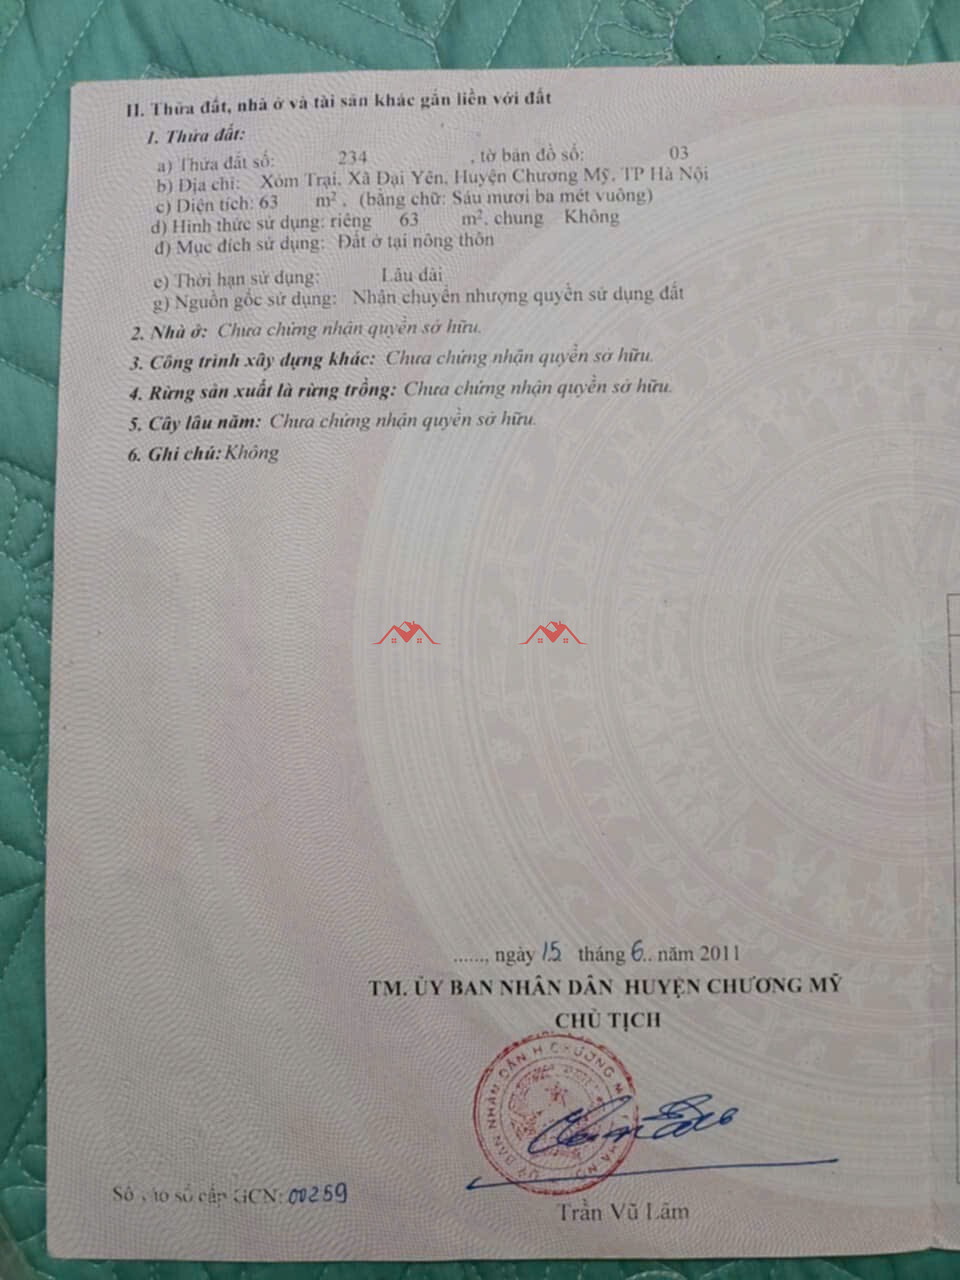 II. Thửa đất, nhà ở và tài sản khác gắn liền với đất
1. Thửa đất:
a) Thửa đất số: 234 , tờ bản đồ số: 03
b) Địa chỉ: Xóm Trại, Xã Đại Yên, Huyện Chương Mỹ, TP Hà Nội
c) Diện tích: 63 m², (bằng chữ: Sáu mươi ba mét vuông)
d) Hình thức sử dụng: riêng 63 m², chung Không
đ) Mục đích sử dụng: Đất ở tại nông thôn
e) Thời hạn sử dụng: Lâu dài
g) Nguồn gốc sử dụng: Nhận chuyển nhượng quyền sử dụng đất
2. Nhà ở: Chưa chứng nhận quyền sở hữu.
3. Công trình xây dựng khác: Chưa chứng nhận quyền sở hữu.
4. Rừng sản xuất là rừng trồng: Chưa chứng nhận quyền sở hữu.
5. Cây lâu năm: Chưa chứng nhận quyền sở hữu.
6. Ghi chú: Không
......, ngày 15 tháng 6.. năm 2011
TM. ỦY BAN NHÂN DÂN HUYỆN CHƯƠNG MỸ
CHỦ TỊCH
Trần Vũ Lâm
Số vào sổ cấp GCN: 00259